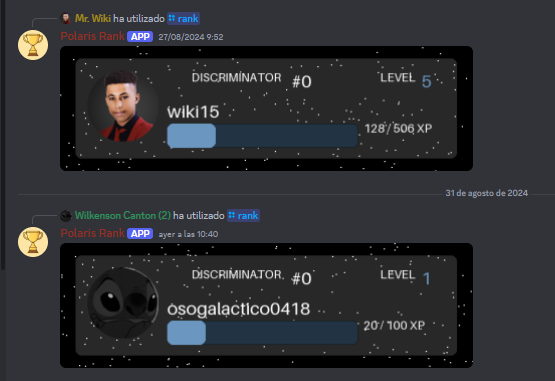 Mr. Wiki ha utilizado rank
Polaris Rank APP 27/08/2024 9:52
DISCRIMINATOR #0 LEVEL 5
wiki15
128 / 506 XP
31 de agosto de 2024
Wilkenson Canton (2) ha utilizado rank
Polaris Rank APP ayer a las 10:40
DISCRIMINATOR #0 LEVEL 1
osogalactico0418
20 / 100 XP